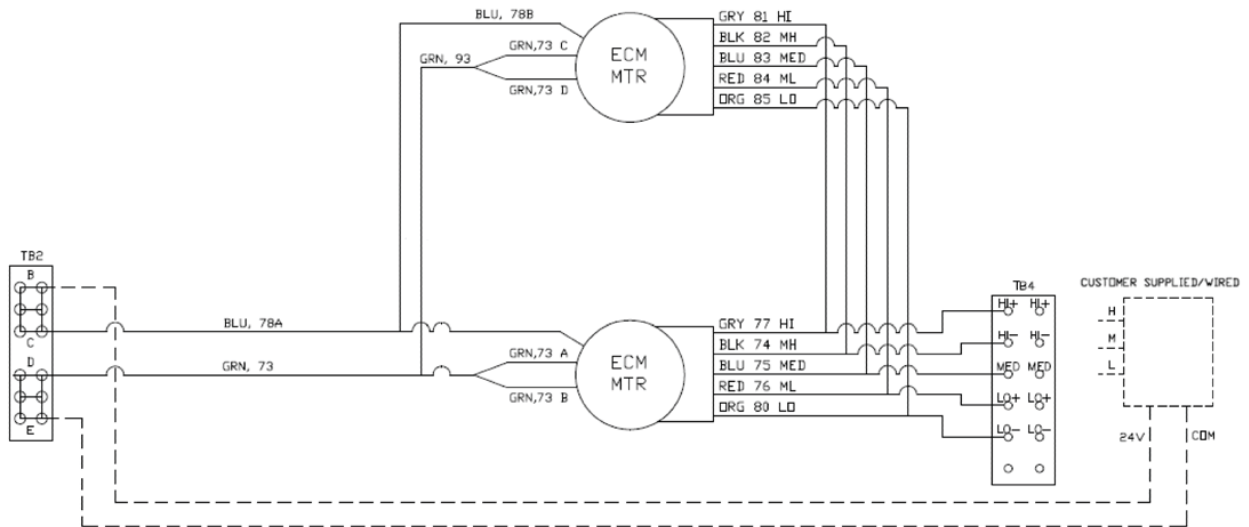 BLU, 78B
GRN,73 C
GRN, 93
GRN,73 D
ECM
MTR
GRY 81 HI
BLK 82 MH
BLU 83 MED
RED 84 ML
ORG 85 LO
TB2
B
C
D
E
BLU, 78A
GRN, 73
GRN,73 A
GRN,73 B
ECM
MTR
GRY 77 HI
BLK 74 MH
BLU 75 MED
RED 76 ML
ORG 80 LO
TB4
HI+ HI+
HI- HI-
MED MED
LO+ LO+
LO- LO-
CUSTOMER SUPPLIED/WIRED
H
M
L
24V
COM